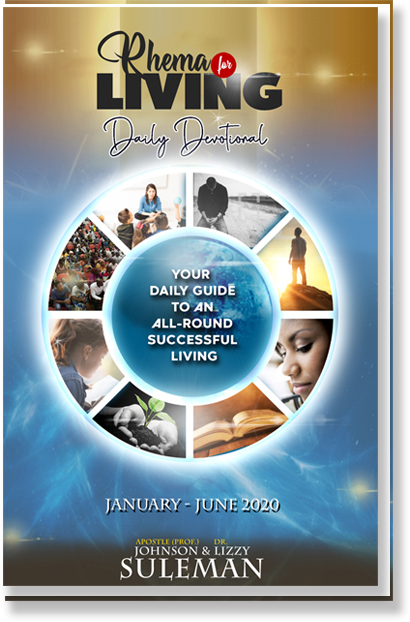 Rhema for
LIVING
Daily Devotional
YOUR
DAILY GUIDE
TO AN
ALL-ROUND
SUCCESSFUL
LIVING
JANUARY - JUNE 2020
APOSTLE (PROF.) DR.
JOHNSON & LIZZY
SULEMAN